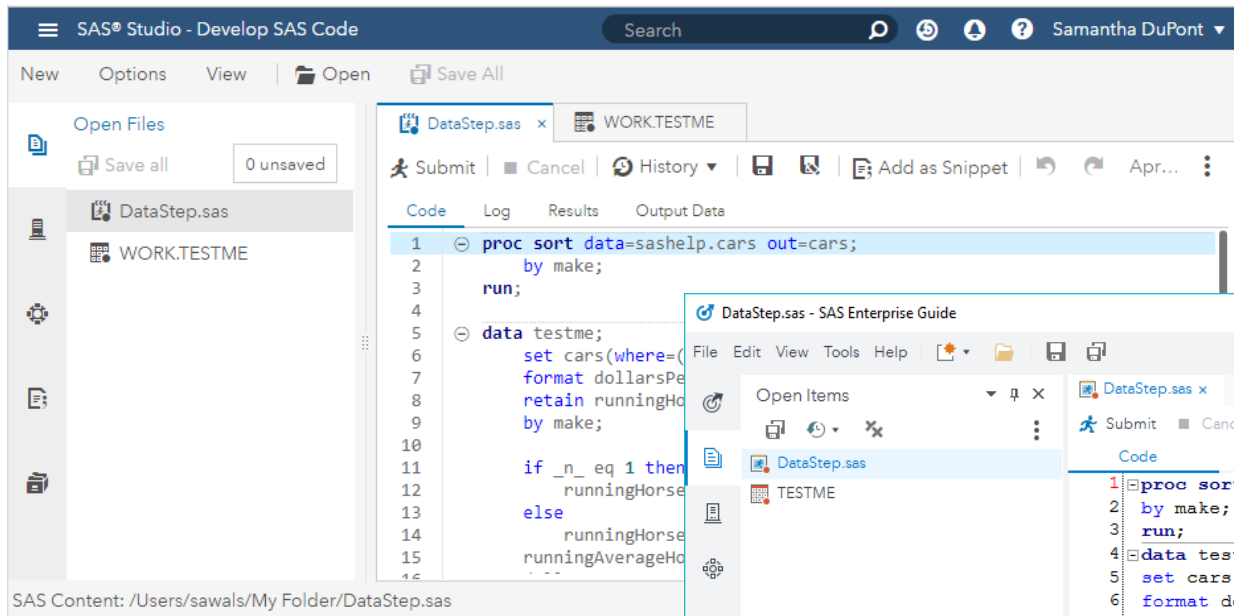 SAS® Studio - Develop SAS Code
Search
Samantha DuPont
New Options View Open Save All
Open Files
Save all 0 unsaved
DataStep.sas
WORK.TESTME
DataStep.sas × WORK.TESTME
Submit Cancel History Add as Snippet Apr...
Code Log Results Output Data
1 proc sort data=sashelp.cars out=cars;
2 by make;
3 run;
4
5 data testme;
6 set cars(where=(
7 format dollarsPe
8 retain runningHo
9 by make;
10
11 if _n_ eq 1 then
12 runningHorse
13 else
14 runningHorse
15 runningAverageHo
16
SAS Content: /Users/sawals/My Folder/DataStep.sas
DataStep.sas - SAS Enterprise Guide
File Edit View Tools Help
Open Items
DataStep.sas
TESTME
DataStep.sas ×
Submit Canc
Code
1 proc sor
2 by make;
3 run;
4 data tes
5 set cars
6 format d